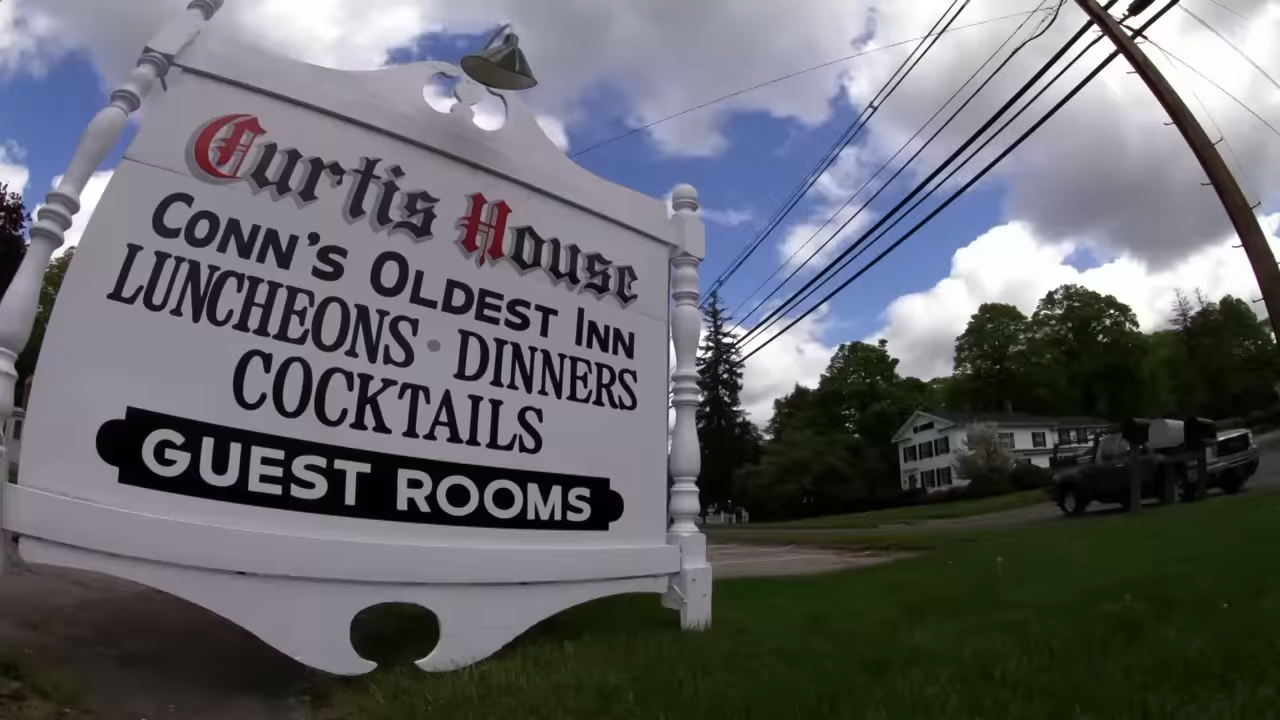 Curtis House
CONN'S OLDEST INN
LUNCHEONS · DINNERS
COCKTAILS
GUEST ROOMS